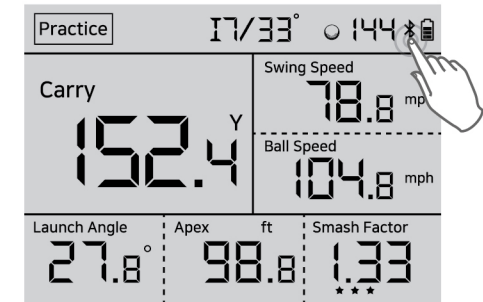 Practice I7/33° 144
Carry
152.4 Y
Swing Speed
78.8 mp
Ball Speed
104.8 mph
Launch Angle
27.8°
Apex ft
98.8
Smash Factor
1.33
★★★